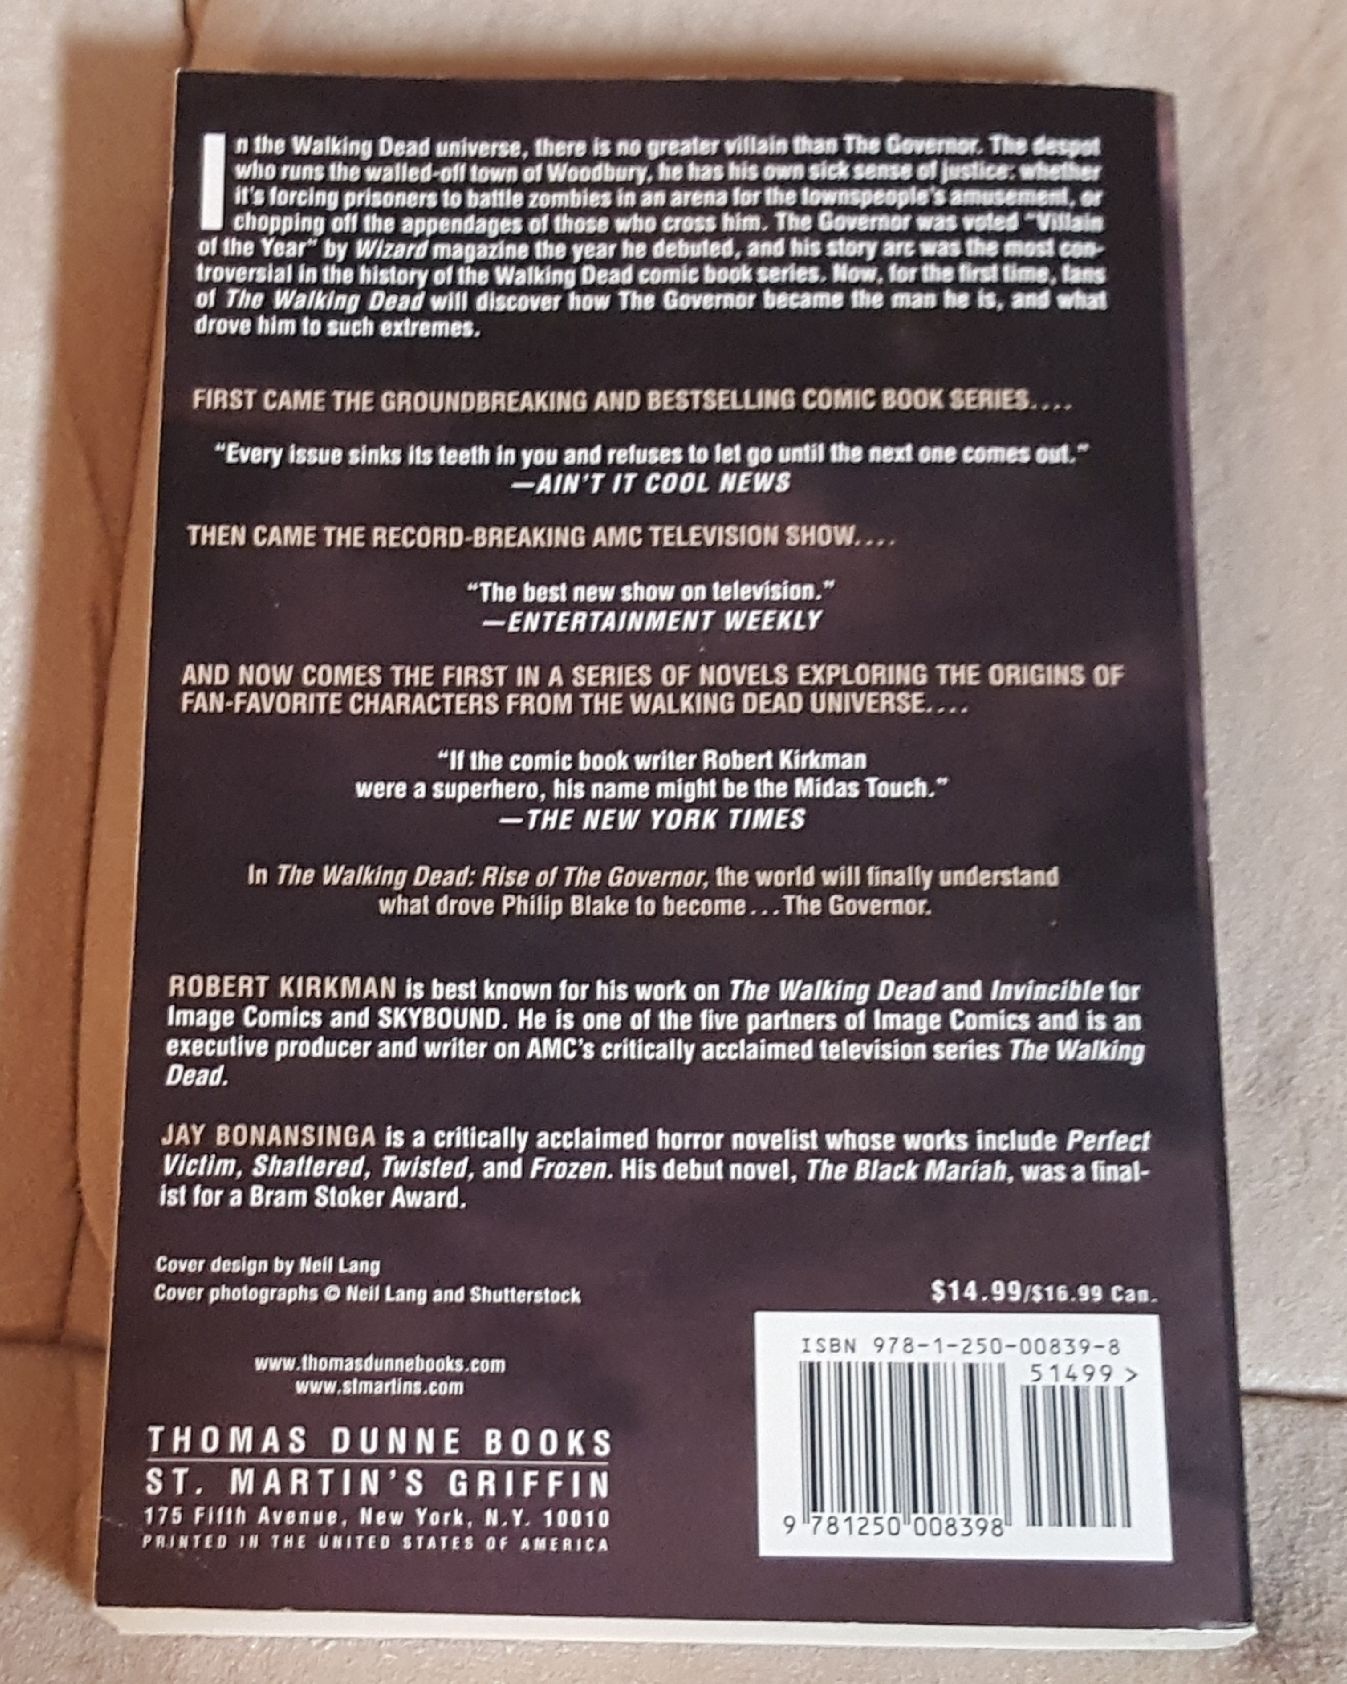 In the Walking Dead universe, there is no greater villain than The Governor. The despot
who runs the walled-off town of Woodbury, he has his own sick sense of justice: whether
it's forcing prisoners to battle zombies in an arena for the townspeople's amusement, or
chopping off the appendages of those who cross him. The Governor was voted "Villain
of the Year" by Wizard magazine the year he debuted, and his story arc was the most con-
troversial in the history of the Walking Dead comic book series. Now, for the first time, fans
of The Walking Dead will discover how The Governor became the man he is, and what
drove him to such extremes.
FIRST CAME THE GROUNDBREAKING AND BESTSELLING COMIC BOOK SERIES....
"Every issue sinks its teeth in you and refuses to let go until the next one comes out."
—AIN'T IT COOL NEWS
THEN CAME THE RECORD-BREAKING AMC TELEVISION SHOW....
"The best new show on television."
—ENTERTAINMENT WEEKLY
AND NOW COMES THE FIRST IN A SERIES OF NOVELS EXPLORING THE ORIGINS OF
FAN-FAVORITE CHARACTERS FROM THE WALKING DEAD UNIVERSE....
"If the comic book writer Robert Kirkman
were a superhero, his name might be the Midas Touch."
—THE NEW YORK TIMES
In The Walking Dead: Rise of The Governor, the world will finally understand
what drove Philip Blake to become...The Governor.
ROBERT KIRKMAN is best known for his work on The Walking Dead and Invincible for
Image Comics and SKYBOUND. He is one of the five partners of Image Comics and is an
executive producer and writer on AMC's critically acclaimed television series The Walking
Dead.
JAY BONANSINGA is a critically acclaimed horror novelist whose works include Perfect
Victim, Shattered, Twisted, and Frozen. His debut novel, The Black Mariah, was a final-
ist for a Bram Stoker Award.
Cover design by Neil Lang
Cover photographs © Neil Lang and Shutterstock
$14.99/$16.99 Can.
ISBN 978-1-250-00839-8
51499 >
9 781250 008398
www.thomasdunnebooks.com
www.stmartins.com
THOMAS DUNNE BOOKS
ST. MARTIN'S GRIFFIN
175 Fifth Avenue, New York, N.Y. 10010
PRINTED IN THE UNITED STATES OF AMERICA